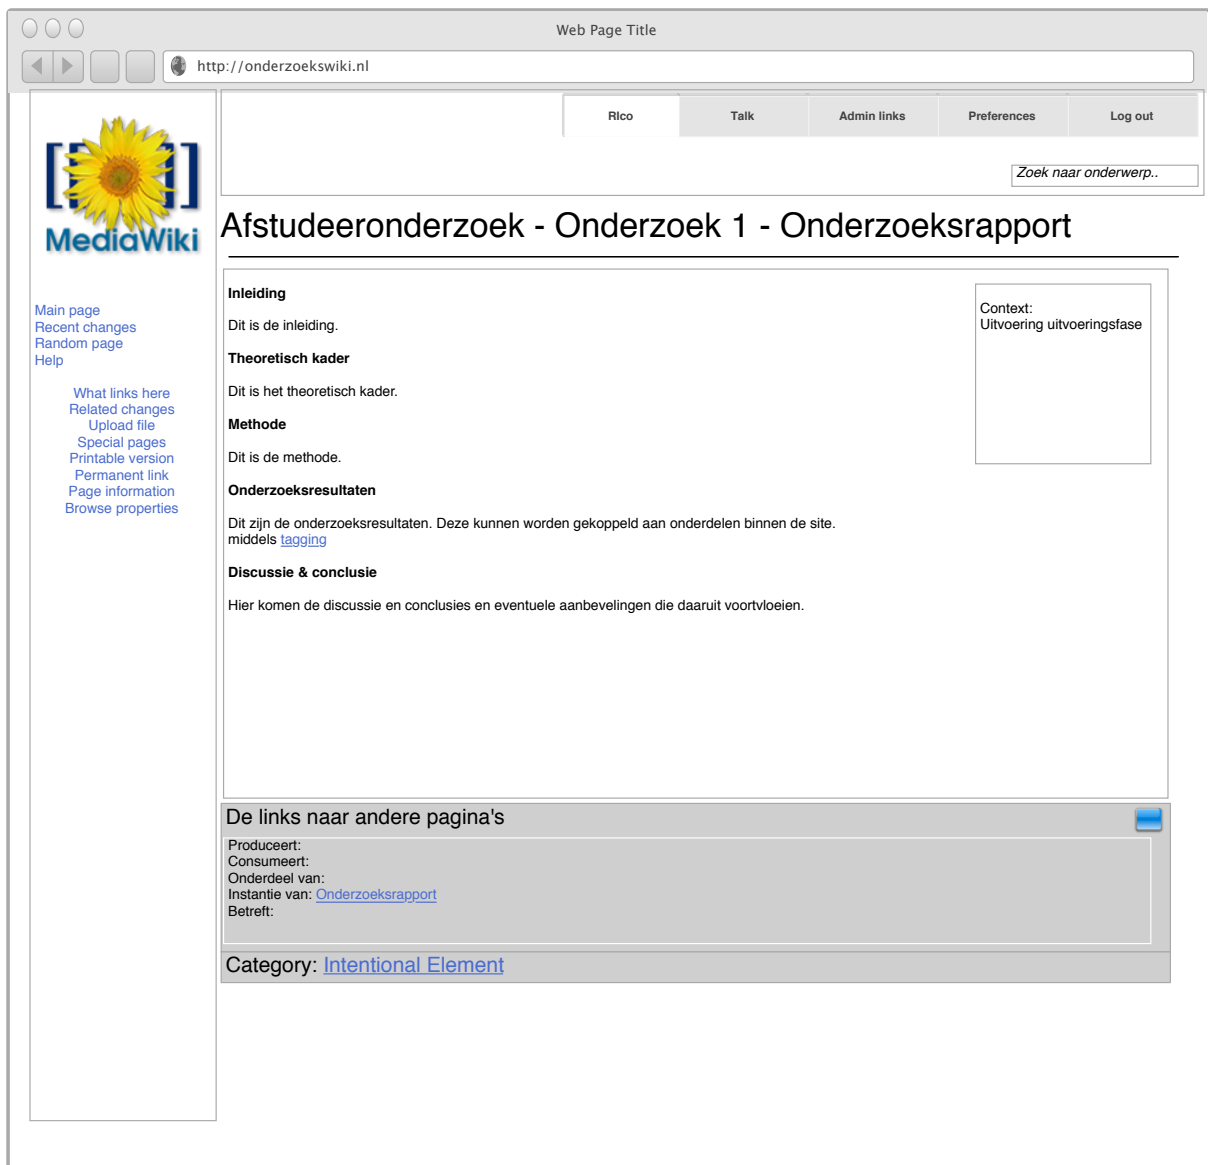 Web Page Title
http://onderzoekswiki.nl
RIco
Talk
Admin links
Preferences
Log out
Zoek naar onderwerp..
MediaWiki
Afstudeeronderzoek - Onderzoek 1 - Onderzoeksrapport
Main page
Recent changes
Random page
Help
What links here
Related changes
Upload file
Special pages
Printable version
Permanent link
Page information
Browse properties
Inleiding
Dit is de inleiding.
Theoretisch kader
Dit is het theoretisch kader.
Methode
Dit is de methode.
Onderzoeksresultaten
Dit zijn de onderzoeksresultaten. Deze kunnen worden gekoppeld aan onderdelen binnen de site.
middels tagging
Discussie & conclusie
Hier komen de discussie en conclusies en eventuele aanbevelingen die daaruit voortvloeien.
Context:
Uitvoering uitvoeringsfase
De links naar andere pagina's
Produceert:
Consumeert:
Onderdeel van:
Instantie van: Onderzoeksrapport
Betreft:
Category: Intentional Element